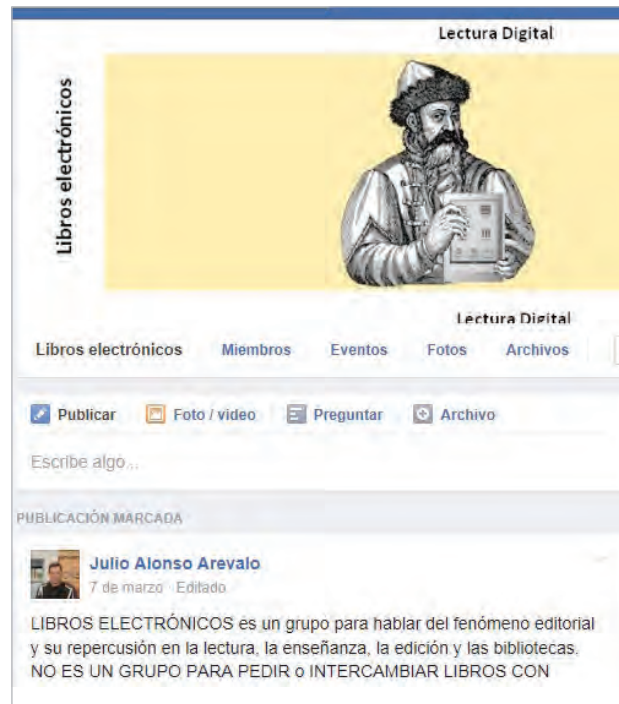 Lectura Digital
Libros electrónicos
Lectura Digital
Libros electrónicos Miembros Eventos Fotos Archivos
Publicar Foto / video Preguntar Archivo
Escribe algo...
PUBLICACIÓN MARCADA
Julio Alonso Arevalo
7 de marzo · Editado
LIBROS ELECTRÓNICOS es un grupo para hablar del fenómeno editorial
y su repercusión en la lectura, la enseñanza, la edición y las bibliotecas.
NO ES UN GRUPO PARA PEDIR o INTERCAMBIAR LIBROS CON